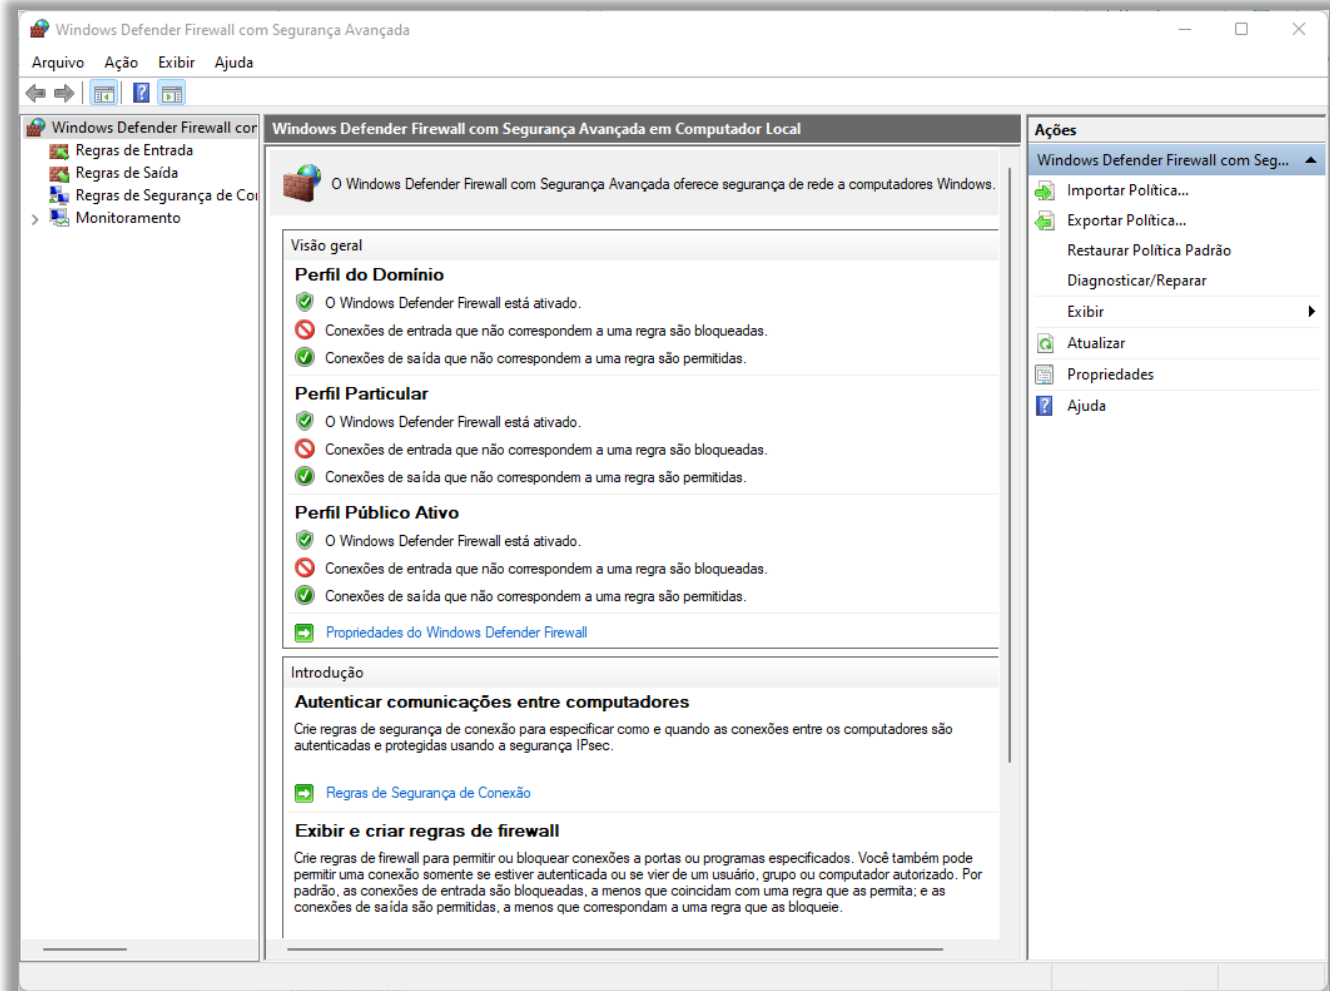 Windows Defender Firewall com Segurança Avançada
Arquivo Ação Exibir Ajuda
Windows Defender Firewall con
Regras de Entrada
Regras de Saída
Regras de Segurança de Co
Monitoramento
Windows Defender Firewall com Segurança Avançada em Computador Local
O Windows Defender Firewall com Segurança Avançada oferece segurança de rede a computadores Windows.
Visão geral
Perfil do Domínio
O Windows Defender Firewall está ativado.
Conexões de entrada que não correspondem a uma regra são bloqueadas.
Conexões de saída que não correspondem a uma regra são permitidas.
Perfil Particular
O Windows Defender Firewall está ativado.
Conexões de entrada que não correspondem a uma regra são bloqueadas.
Conexões de saída que não correspondem a uma regra são permitidas.
Perfil Público Ativo
O Windows Defender Firewall está ativado.
Conexões de entrada que não correspondem a uma regra são bloqueadas.
Conexões de saída que não correspondem a uma regra são permitidas.
Propriedades do Windows Defender Firewall
Introdução
Autenticar comunicações entre computadores
Crie regras de segurança de conexão para especificar como e quando as conexões entre os computadores são
autenticadas e protegidas usando a segurança IPsec.
Regras de Segurança de Conexão
Exibir e criar regras de firewall
Crie regras de firewall para permitir ou bloquear conexões a portas ou programas especificados. Você também pode
permitir uma conexão somente se estiver autenticada ou se vier de um usuário, grupo ou computador autorizado. Por
padrão, as conexões de entrada são bloqueadas, a menos que coincidam com uma regra que as permita; e as
conexões de saída são permitidas, a menos que correspondam a uma regra que as bloqueie.
Ações
Windows Defender Firewall com Seg...
Importar Política...
Exportar Política...
Restaurar Política Padrão
Diagnosticar/Reparar
Exibir
Atualizar
Propriedades
Ajuda